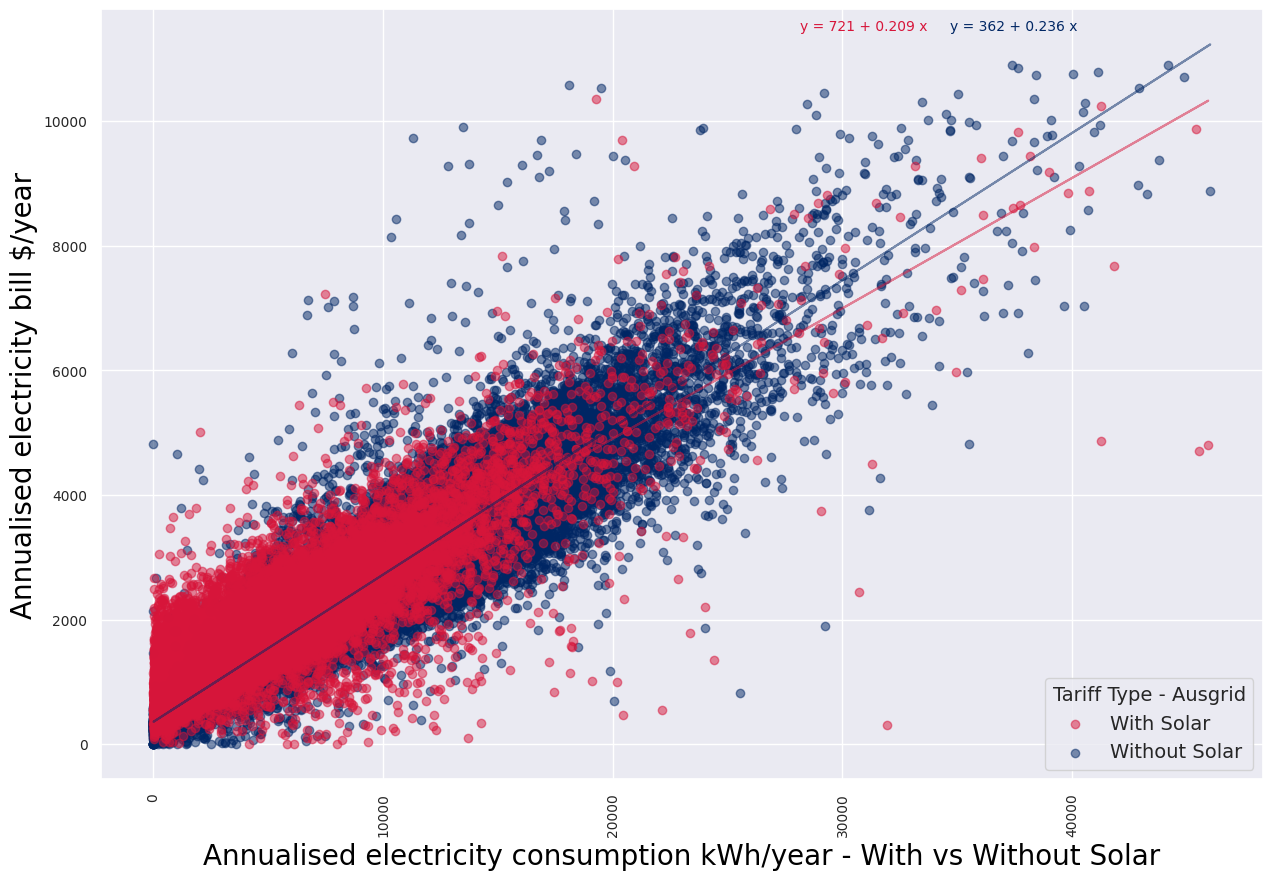 y = 721 + 0.209 x
y = 362 + 0.236 x
Annualised electricity bill $/year
10000
8000
6000
4000
2000
0
0
10000
20000
30000
40000
Annualised electricity consumption kWh/year - With vs Without Solar
Tariff Type - Ausgrid
With Solar
Without Solar